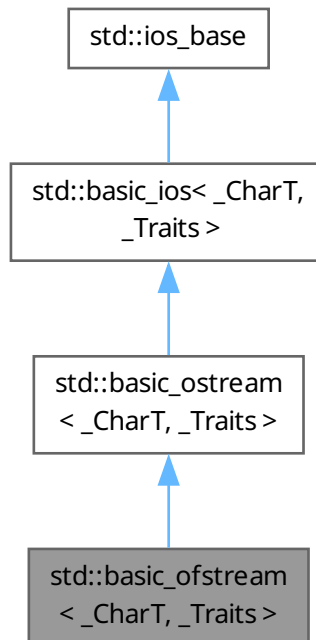 std::ios_base
std::basic_ios< _CharT,
_Traits >
std::basic_ostream
< _CharT, _Traits >
std::basic_ofstream
< _CharT, _Traits >